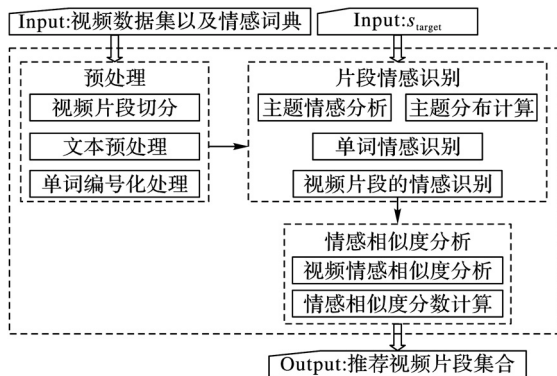 Input:视频数据集以及情感词典
Input:s_target
预处理
视频片段切分
文本预处理
单词编号化处理
片段情感识别
主题情感分析
主题分布计算
单词情感识别
视频片段的情感识别
情感相似度分析
视频情感相似度分析
情感相似度分数计算
Output:推荐视频片段集合